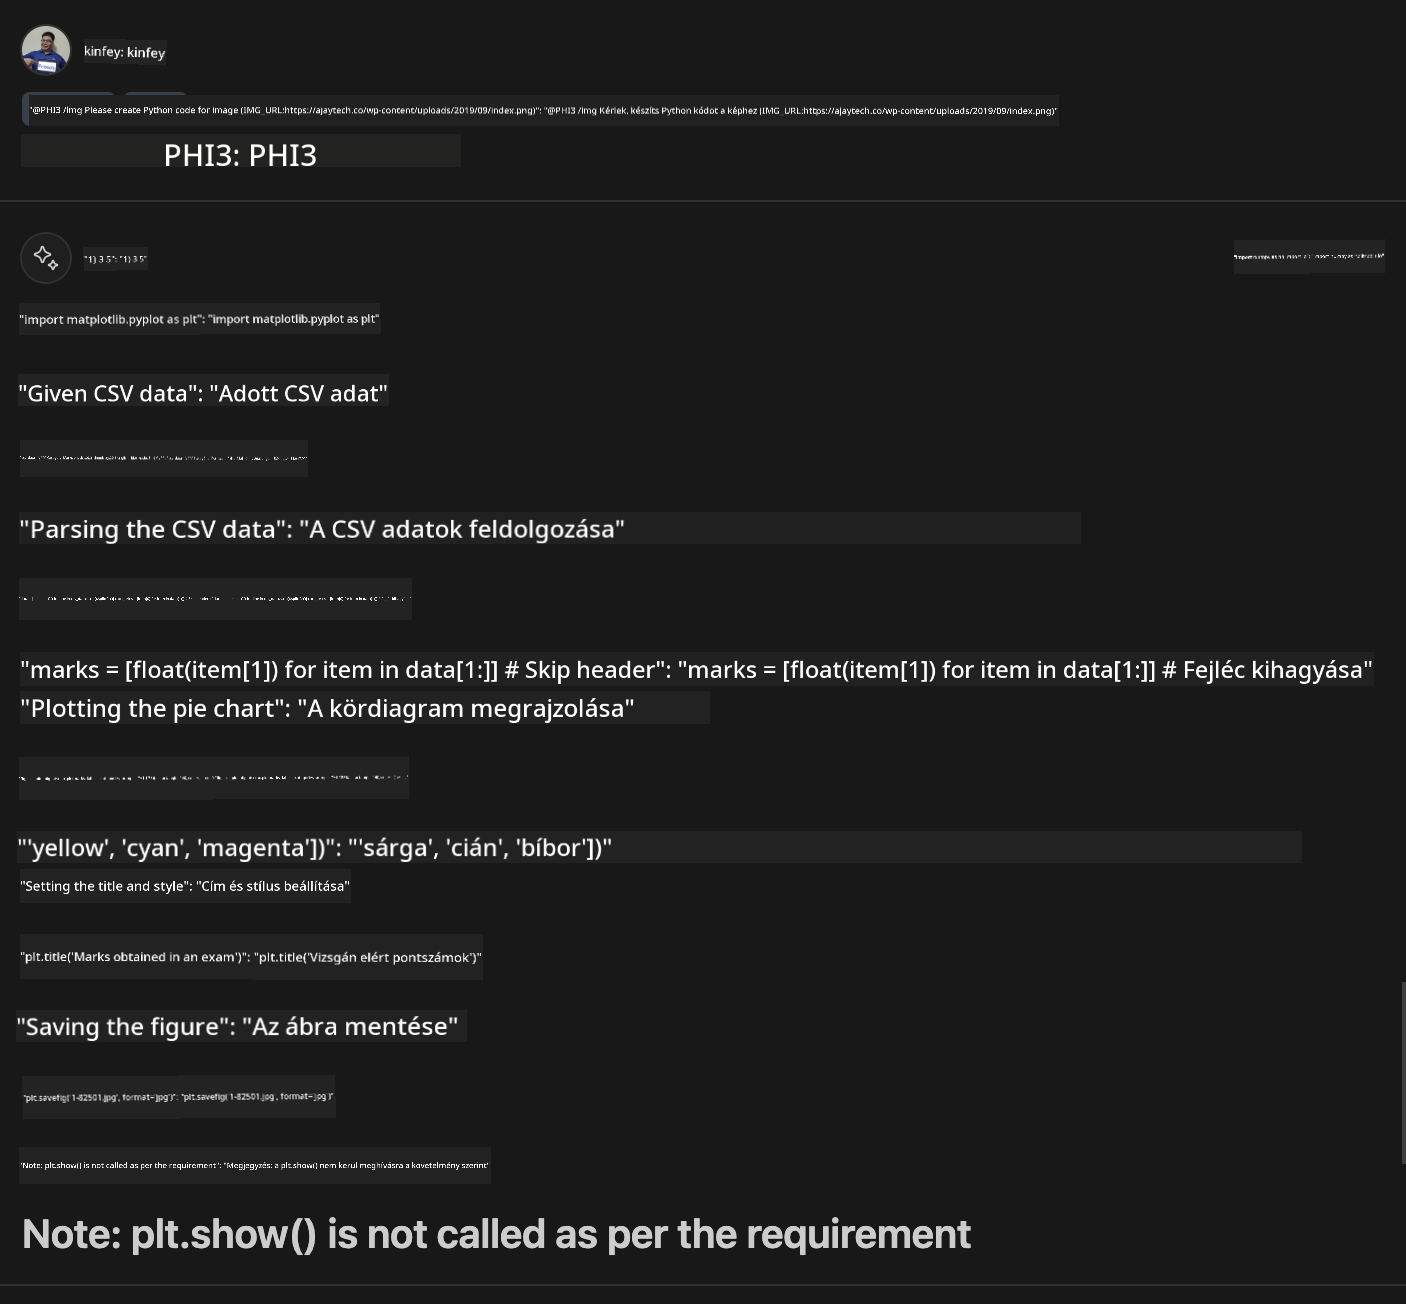 kinfey: kinfey
"@PHI3 /img Please create Python code for image (IMG_URL:https://ajaytech.co/wp-content/uploads/2019/09/index.png)": "@PHI3 /img Kérlek, készíts Python kódot a képhez (IMG_URL:https://ajaytech.co/wp-content/uploads/2019/09/index.png)"
PHI3: PHI3
"1) 3 5": "1) 3 5"
"import matplotlib.pyplot as plt": "import matplotlib.pyplot as plt"
"Given CSV data": "Adott CSV adat"
"Parsing the CSV data": "A CSV adatok feldolgozása"
"marks = [float(item[1]) for item in data[1:]] # Skip header": "marks = [float(item[1]) for item in data[1:]] # Fejléc kihagyása"
"Plotting the pie chart": "A kördiagram megrajzolása"
"'yellow', 'cyan', 'magenta'])": "'sárga', 'cián', 'bíbor'])"
"Setting the title and style": "Cím és stílus beállítása"
"plt.title('Marks obtained in an exam')": "plt.title('Vizsgán elért pontszámok')"
"Saving the figure": "Az ábra mentése"
"plt.savefig('1-82501.jpg', format='jpg')": "plt.savefig('1-82501.jpg', format='jpg')"
"Note: plt.show() is not called as per the requirement": "Megjegyzés: a plt.show() nem kerül meghívásra a követelmény szerint"
Note: plt.show() is not called as per the requirement